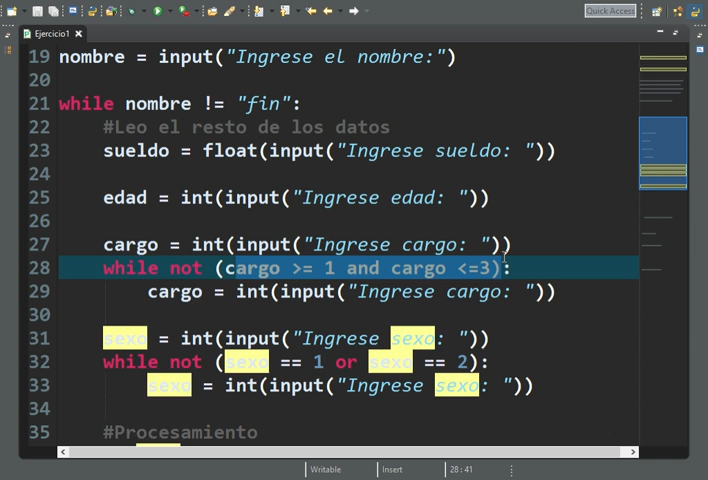 Quick Access
Ejercicio1
19 nombre = input("Ingrese el nombre:")
20
21 while nombre != "fin":
22 #Leo el resto de los datos
23 sueldo = float(input("Ingrese sueldo: "))
24
25 edad = int(input("Ingrese edad: "))
26
27 cargo = int(input("Ingrese cargo: "))
28 while not (cargo >= 1 and cargo <=3):
29 cargo = int(input("Ingrese cargo: "))
30
31 sexo = int(input("Ingrese sexo: "))
32 while not (sexo == 1 or sexo == 2):
33 sexo = int(input("Ingrese sexo: "))
34
35 #Procesamiento
Writable Insert 28 : 41